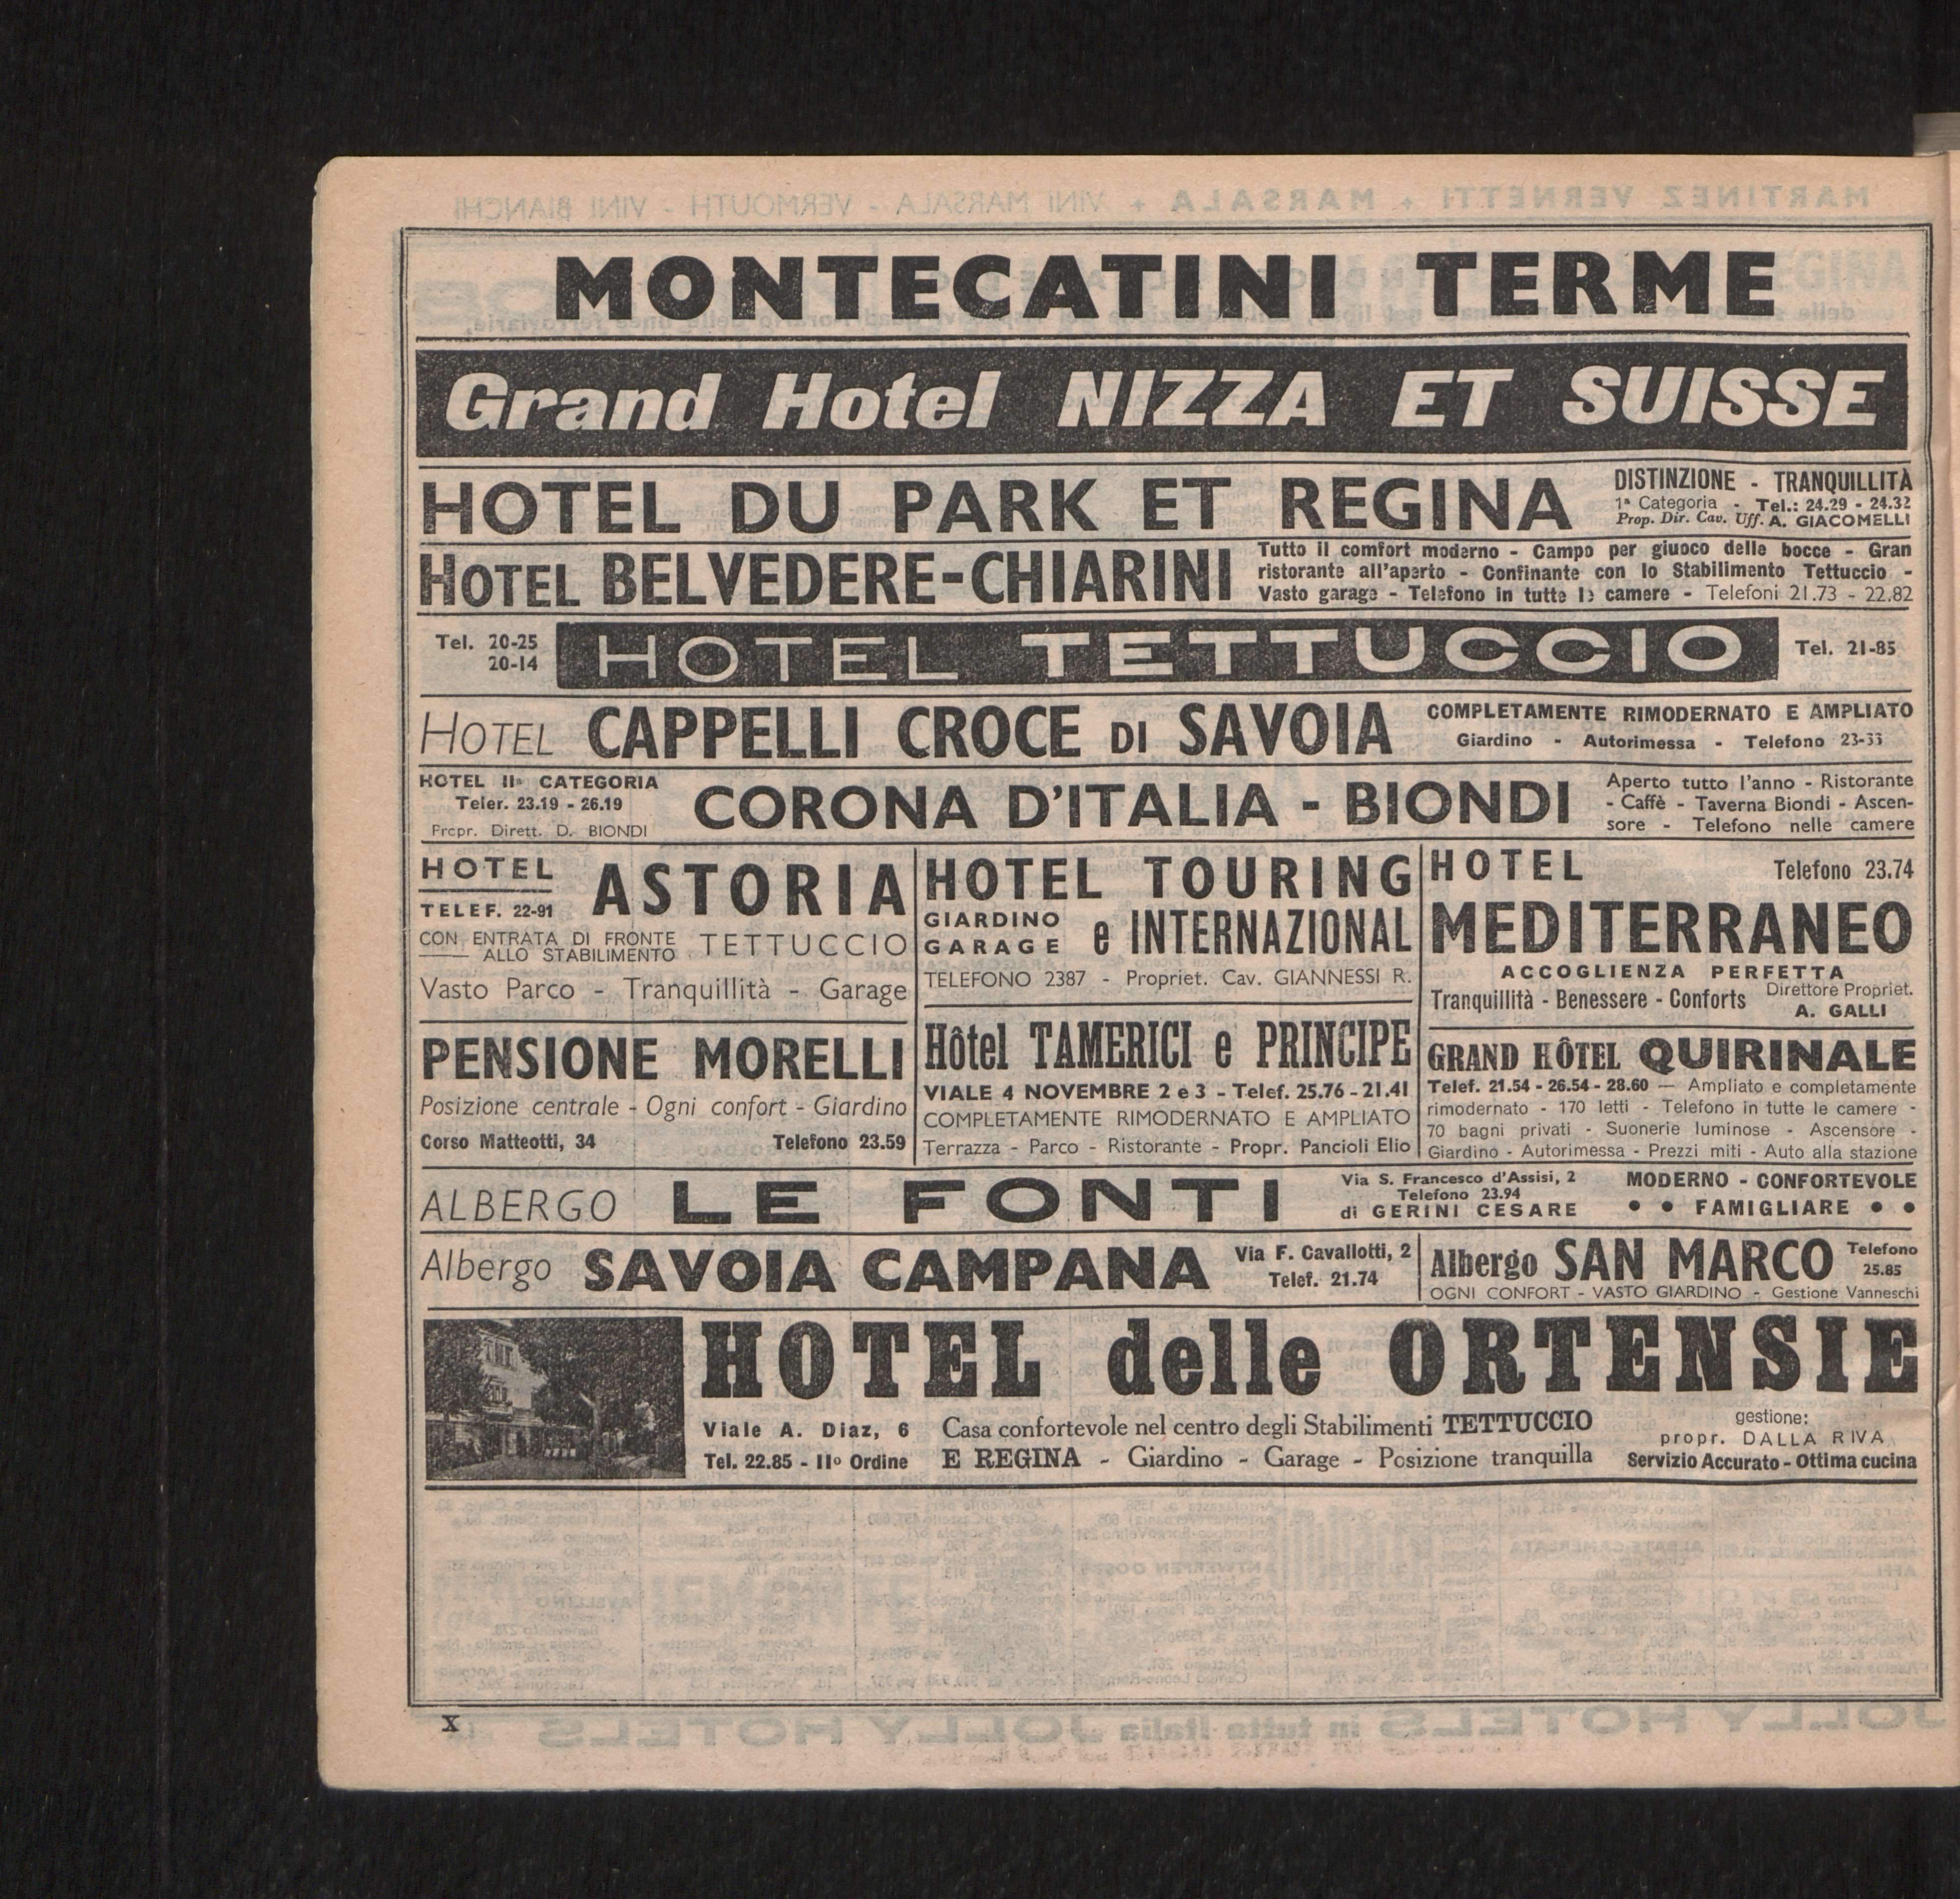 MONTECATINI TERME
Grand Hotel NIZZA ET SUISSE
HOTEL DU PARK ET REGINA
DISTINZIONE - TRANQUILLITÀ
1ª Categoria - Tel.: 24.29 - 24.32
Prop. Dir. Cav. Uff. A. GIACOMELLI
HOTEL BELVEDERE-CHIARINI
Tutto il comfort moderno - Campo per giuoco delle bocce - Gran
ristorante all'aperto - Confinante con lo Stabilimento Tettuccio -
Vasto garage - Telefono in tutte le camere - Telefoni 21.73 - 22.82
Tel. 20-25
20-14
HOTEL TETTUCCIO
Tel. 21-85
HOTEL CAPPELLI CROCE DI SAVOIA
COMPLETAMENTE RIMODERNATO E AMPLIATO
Giardino - Autorimessa - Telefono 23-33
HOTEL IIª CATEGORIA
Teler. 23.19 - 26.19
Propr. Dirett. D. BIONDI
CORONA D'ITALIA - BIONDI
Aperto tutto l'anno - Ristorante
- Caffè - Taverna Biondi - Ascen-
sore - Telefono nelle camere
HOTEL
TELEF. 22-91
ASTORIA
CON ENTRATA DI FRONTE
ALLO STABILIMENTO
TETTUCCIO
Vasto Parco - Tranquillità - Garage
PENSIONE MORELLI
Posizione centrale - Ogni confort - Giardino
Corso Matteotti, 34 Telefono 23.59
HOTEL TOURING
GIARDINO
GARAGE
e INTERNAZIONAL
TELEFONO 2387 - Propriet. Cav. GIANNESSI R.
Hôtel TAMERICI e PRINCIPE
VIALE 4 NOVEMBRE 2 e 3 - Telef. 25.76 - 21.41
COMPLETAMENTE RIMODERNATO E AMPLIATO
Terrazza - Parco - Ristorante - Propr. Pancioli Elio
HOTEL Telefono 23.74
MEDITERRANEO
ACCOGLIENZA PERFETTA
Tranquillità - Benessere - Conforts
Direttore Propriet.
A. GALLI
GRAND HÔTEL QUIRINALE
Telef. 21.54 - 26.54 - 28.60 — Ampliato e completamente
rimodernato - 170 letti - Telefono in tutte le camere -
70 bagni privati - Suonerie luminose - Ascensore -
Giardino - Autorimessa - Prezzi miti - Auto alla stazione
ALBERGO LE FONTI
Via S. Francesco d'Assisi, 2
Telefono 23.94
di GERINI CESARE
MODERNO - CONFORTEVOLE
• • FAMIGLIARE • •
Albergo SAVOIA CAMPANA
Via F. Cavallotti, 2
Telef. 21.74
Albergo SAN MARCO
Telefono
25.85
OGNI CONFORT - VASTO GIARDINO - Gestione Vanneschi
HOTEL delle ORTENSIE
Viale A. Diaz, 6
Tel. 22.85 - IIº Ordine
Casa confortevole nel centro degli Stabilimenti TETTUCCIO
E REGINA - Giardino - Garage - Posizione tranquilla
gestione:
propr. DALLA RIVA
Servizio Accurato - Ottima cucina
X